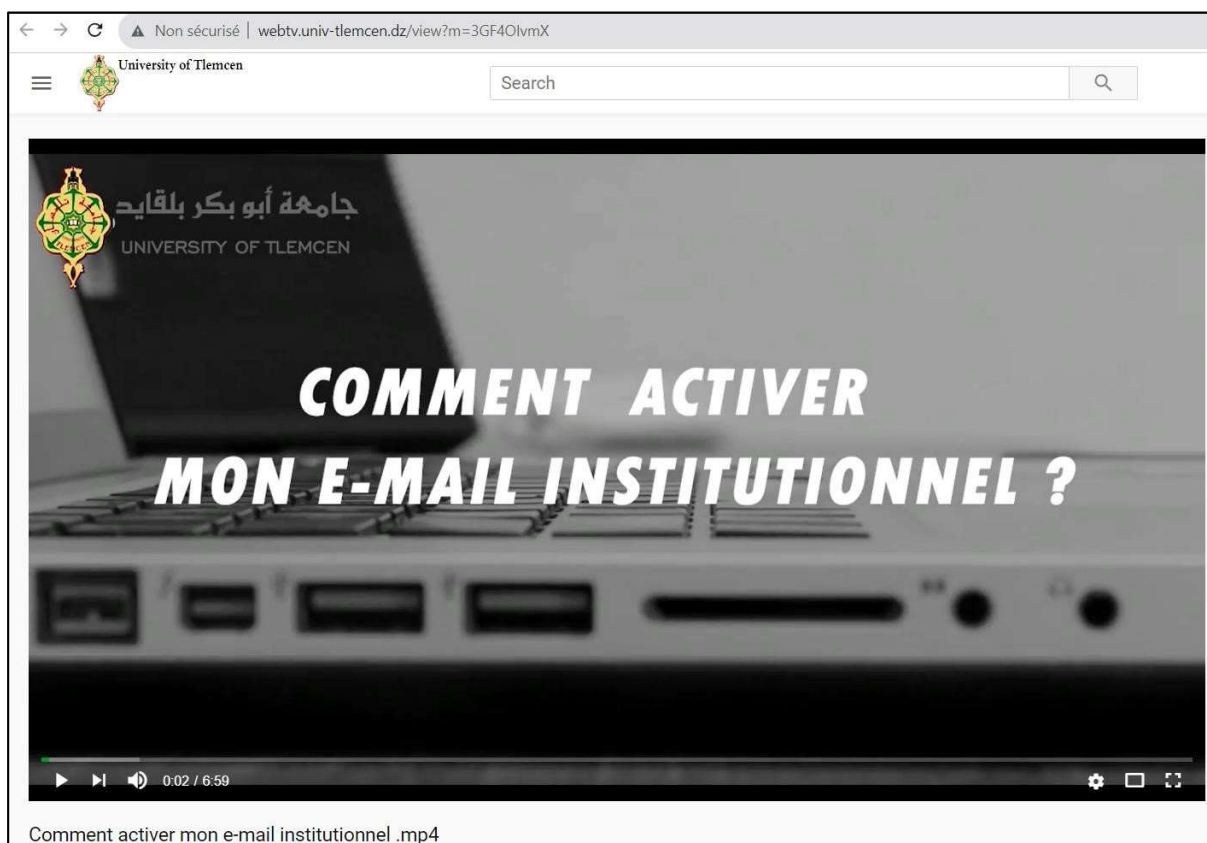 Non sécurisé | webtv.univ-tlemcen.dz/view?m=3GF4OIvmX
University of Tlemcen
Search
جامعة أبو بكر بلقايد
UNIVERSITY OF TLEMCEN
COMMENT ACTIVER
MON E-MAIL INSTITUTIONNEL ?
0:02 / 6:59
Comment activer mon e-mail institutionnel .mp4